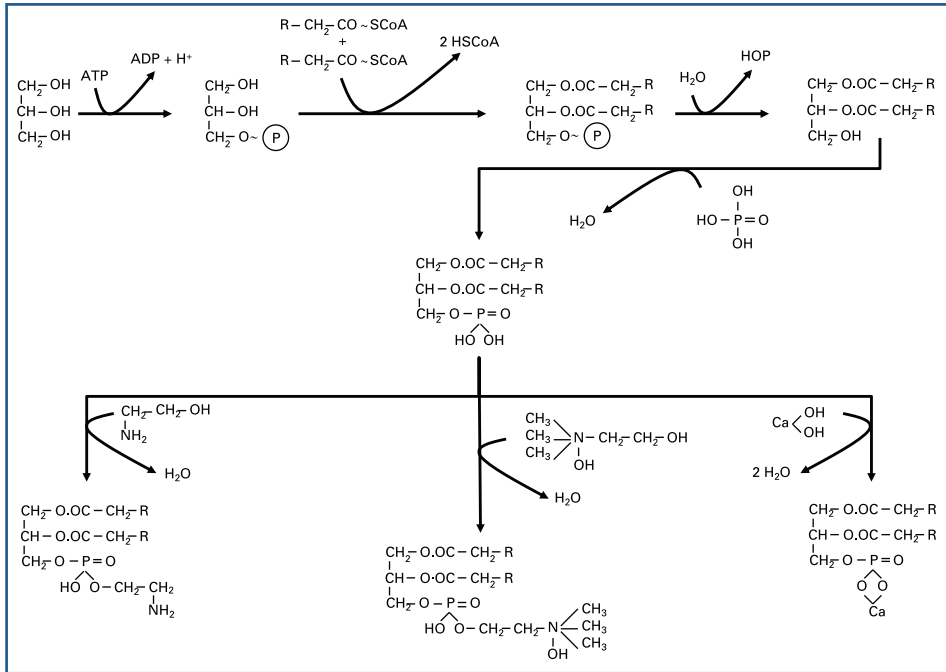 R – CH₂ – CO ~ SCoA
+
R – CH₂ – CO ~ SCoA
2 HSCoA
ATP
ADP + H⁺
H₂O
HOP
CH₂ – OH
CH – OH
CH₂ – OH
CH₂ – OH
CH – OH
CH₂ O~ P
CH₂ O.OC – CH₂ – R
CH – O.OC – CH₂ – R
CH₂ O~ P
CH₂ O.OC – CH₂ – R
CH – O.OC – CH₂ – R
CH₂ – OH
H₂O
OH
HO – P = O
OH
CH₂ – O.OC – CH₂ – R
CH – O.OC – CH₂ – R
CH₂ – O – P = O
HO OH
CH₂ – CH₂ – OH
NH₂
H₂O
CH₃
CH₃ N – CH₂ – CH₂ – OH
CH₃
OH
H₂O
Ca OH
OH
2 H₂O
CH₂ – O.OC – CH₂ – R
CH – O.OC – CH₂ – R
CH₂ – O – P = O
HO O – CH₂ – CH₂
NH₂
CH₂ – O.OC – CH₂ – R
CH – O·OC – CH₂ – R
CH₂ – O – P = O
HO O – CH₂ – CH₂ – N CH₃
CH₃
CH₃
OH
CH₂ – O.OC – CH₂ – R
CH – O.OC – CH₂ – R
CH₂ – O – P = O
O O
Ca